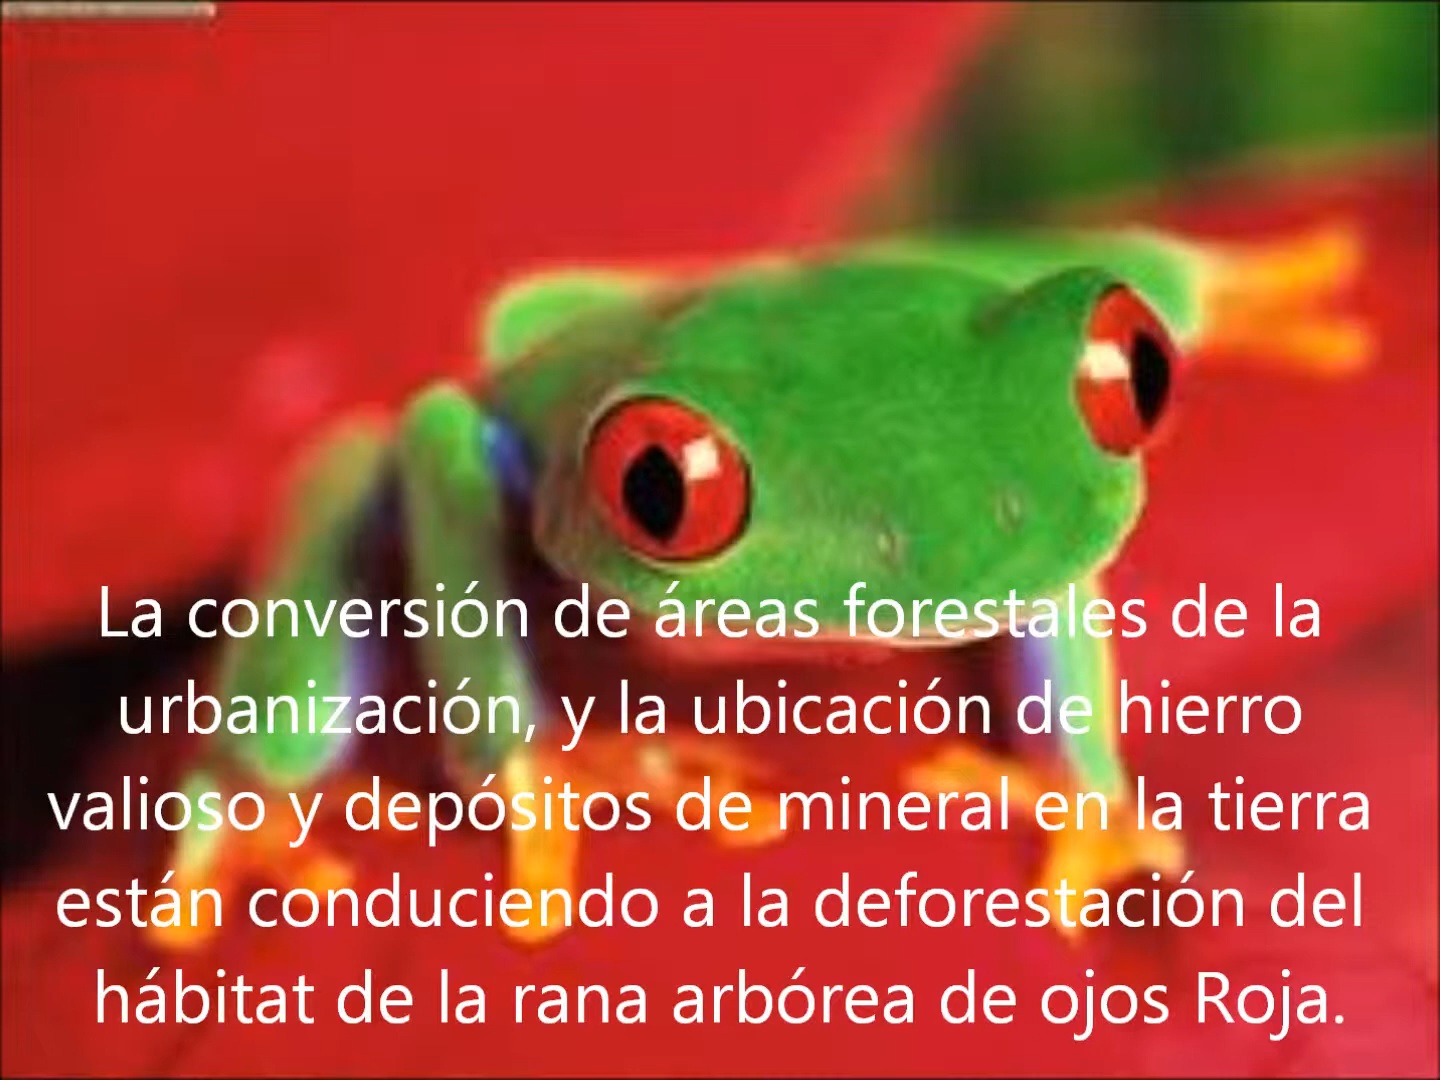 La conversión de áreas forestales de la
urbanización, y la ubicación de hierro
valioso y depósitos de mineral en la tierra
están conduciendo a la deforestación del
hábitat de la rana arbórea de ojos Roja.